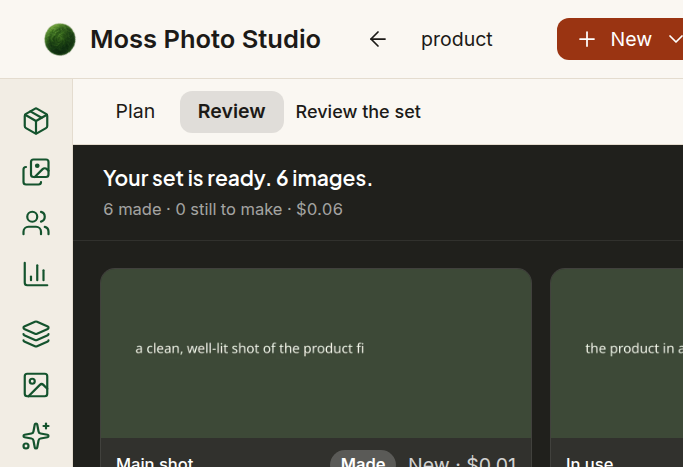 Moss Photo Studio
product
New
Plan
Review
Review the set
Your set is ready. 6 images.
6 made · 0 still to make · $0.06
a clean, well-lit shot of the product fi
the product in a
Main shot
Made
New · $0.01
In use